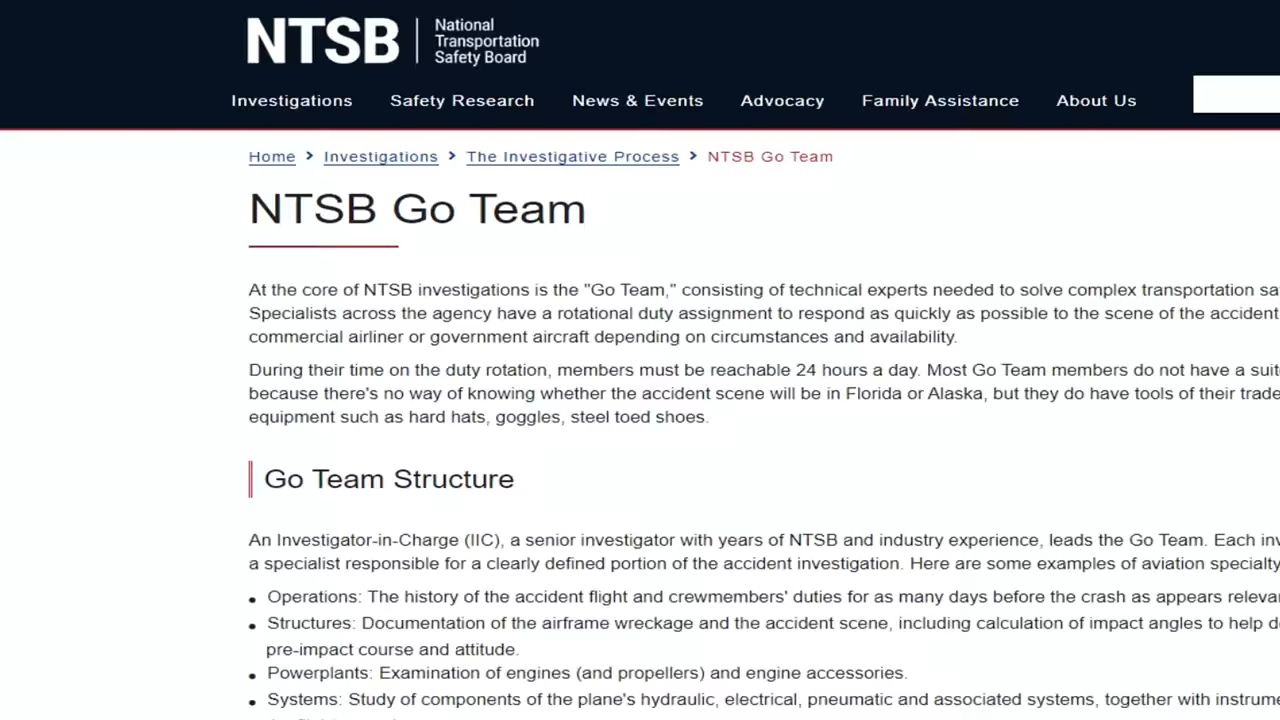 NTSB
National
Transportation
Safety Board
Investigations Safety Research News & Events Advocacy Family Assistance About Us
Home > Investigations > The Investigative Process > NTSB Go Team
NTSB Go Team
At the core of NTSB investigations is the "Go Team," consisting of technical experts needed to solve complex transportation
Specialists across the agency have a rotational duty assignment to respond as quickly as possible to the scene of the accident
commercial airliner or government aircraft depending on circumstances and availability.
During their time on the duty rotation, members must be reachable 24 hours a day. Most Go Team members do not have a
because there's no way of knowing whether the accident scene will be in Florida or Alaska, but they do have tools of their trade
equipment such as hard hats, goggles, steel toed shoes.
Go Team Structure
An Investigator-in-Charge (IIC), a senior investigator with years of NTSB and industry experience, leads the Go Team. Each
a specialist responsible for a clearly defined portion of the accident investigation. Here are some examples of aviation specialty
• Operations: The history of the accident flight and crewmembers' duties for as many days before the crash as appears
• Structures: Documentation of the airframe wreckage and the accident scene, including calculation of impact angles to help
pre-impact course and attitude.
• Powerplants: Examination of engines (and propellers) and engine accessories.
• Systems: Study of components of the plane's hydraulic, electrical, pneumatic and associated systems, together with